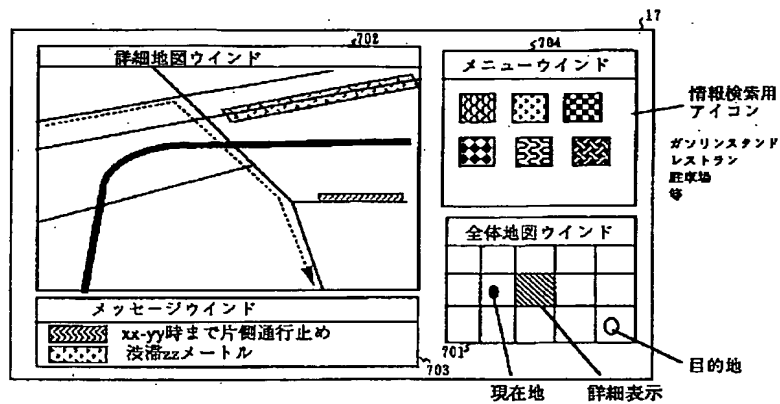 17
702
704
詳細地図ウインド
メニューウインド
情報検索用
アイコン
ガソリンスタンド
レストラン
駐車場
等
全体地図ウインド
メッセージウインド
xx-yy時まで片側通行止め
渋滞zzメートル
703
701
目的地
現在地
詳細表示